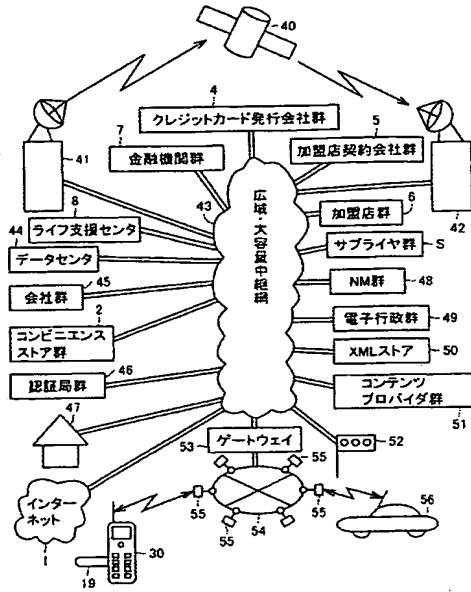 40
4
クレジットカード発行会社群
5
7
金融機関群
加盟店契約会社群
41
43
6
加盟店群
42
8
44
ライフ支援センタ
サプライヤ群
S
データセンタ
広域・大容量中継網
45
会社群
NM群
48
2
電子行政群
49
コンビニエンス
ストア群
XMLストア
50
46
認証局群
コンテンツ
プロバイダ群
51
47
ゲートウェイ
53
52
55
インター
ネット
1
55
55
56
30
55
54
55
19